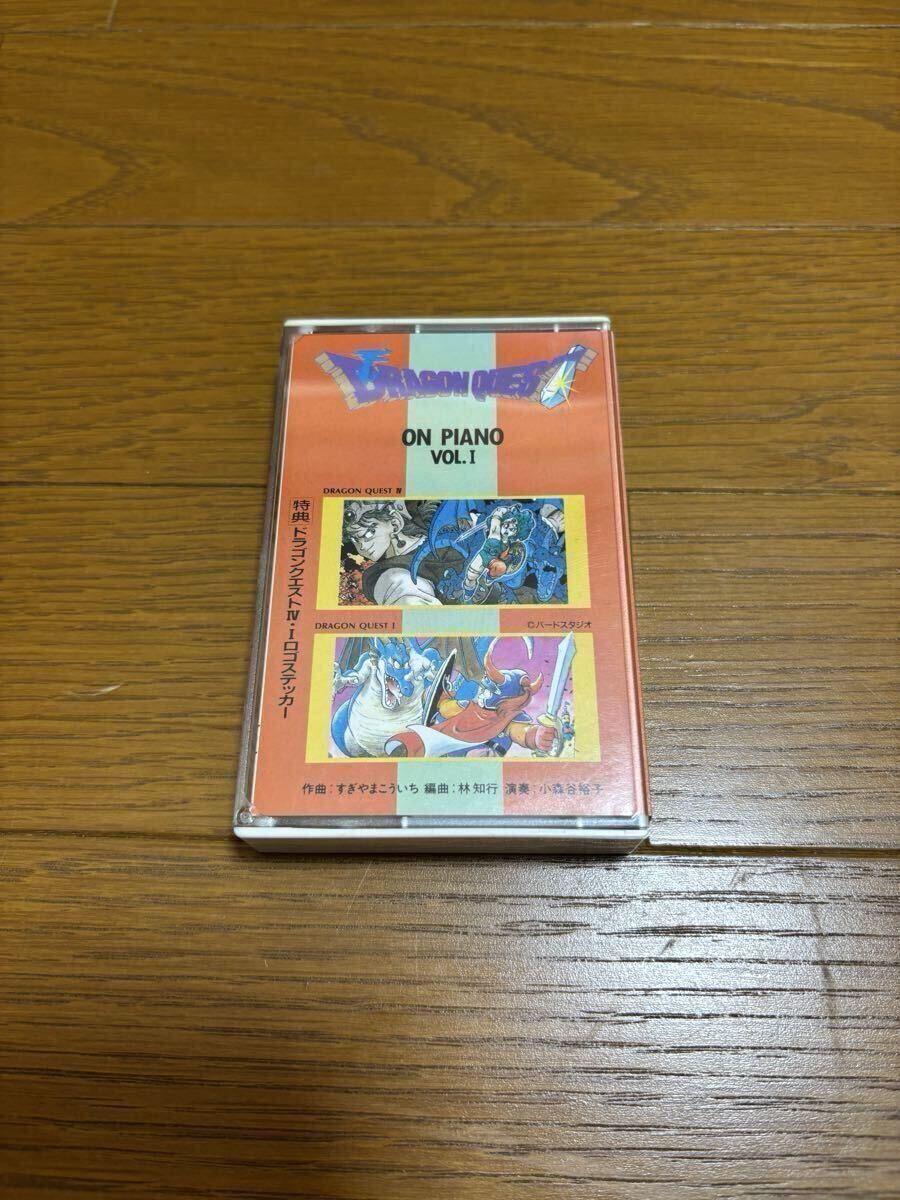 DRAGON QUEST
ON PIANO
VOL.I
DRAGON QUEST Ⅳ
特典 ドラゴンクエストⅣ・Ⅰロゴステッカー
DRAGON QUEST I
©バードスタジオ
作曲:すぎやまこういち 編曲:林 知行 演奏:小森谷裕子